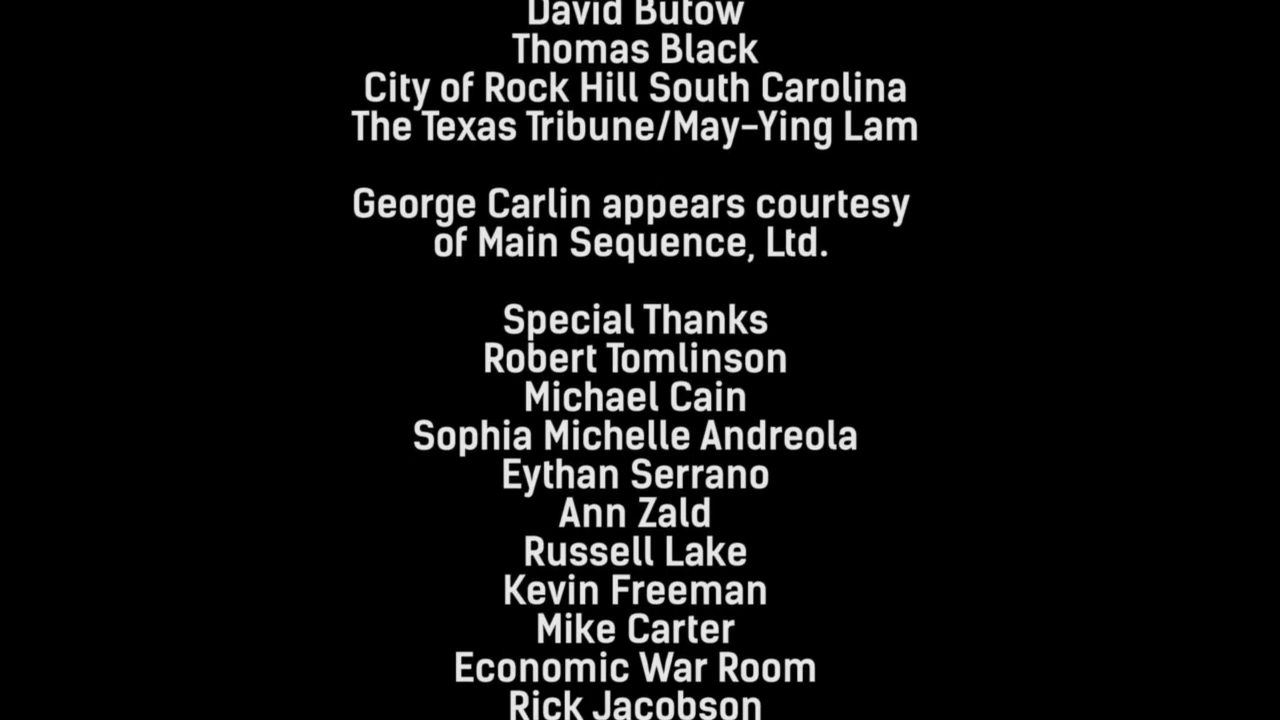 David Butow
Thomas Black
City of Rock Hill South Carolina
The Texas Tribune/May-Ying Lam
George Carlin appears courtesy
of Main Sequence, Ltd.
Special Thanks
Robert Tomlinson
Michael Cain
Sophia Michelle Andreola
Eythan Serrano
Ann Zald
Russell Lake
Kevin Freeman
Mike Carter
Economic War Room
Rick Jacobson